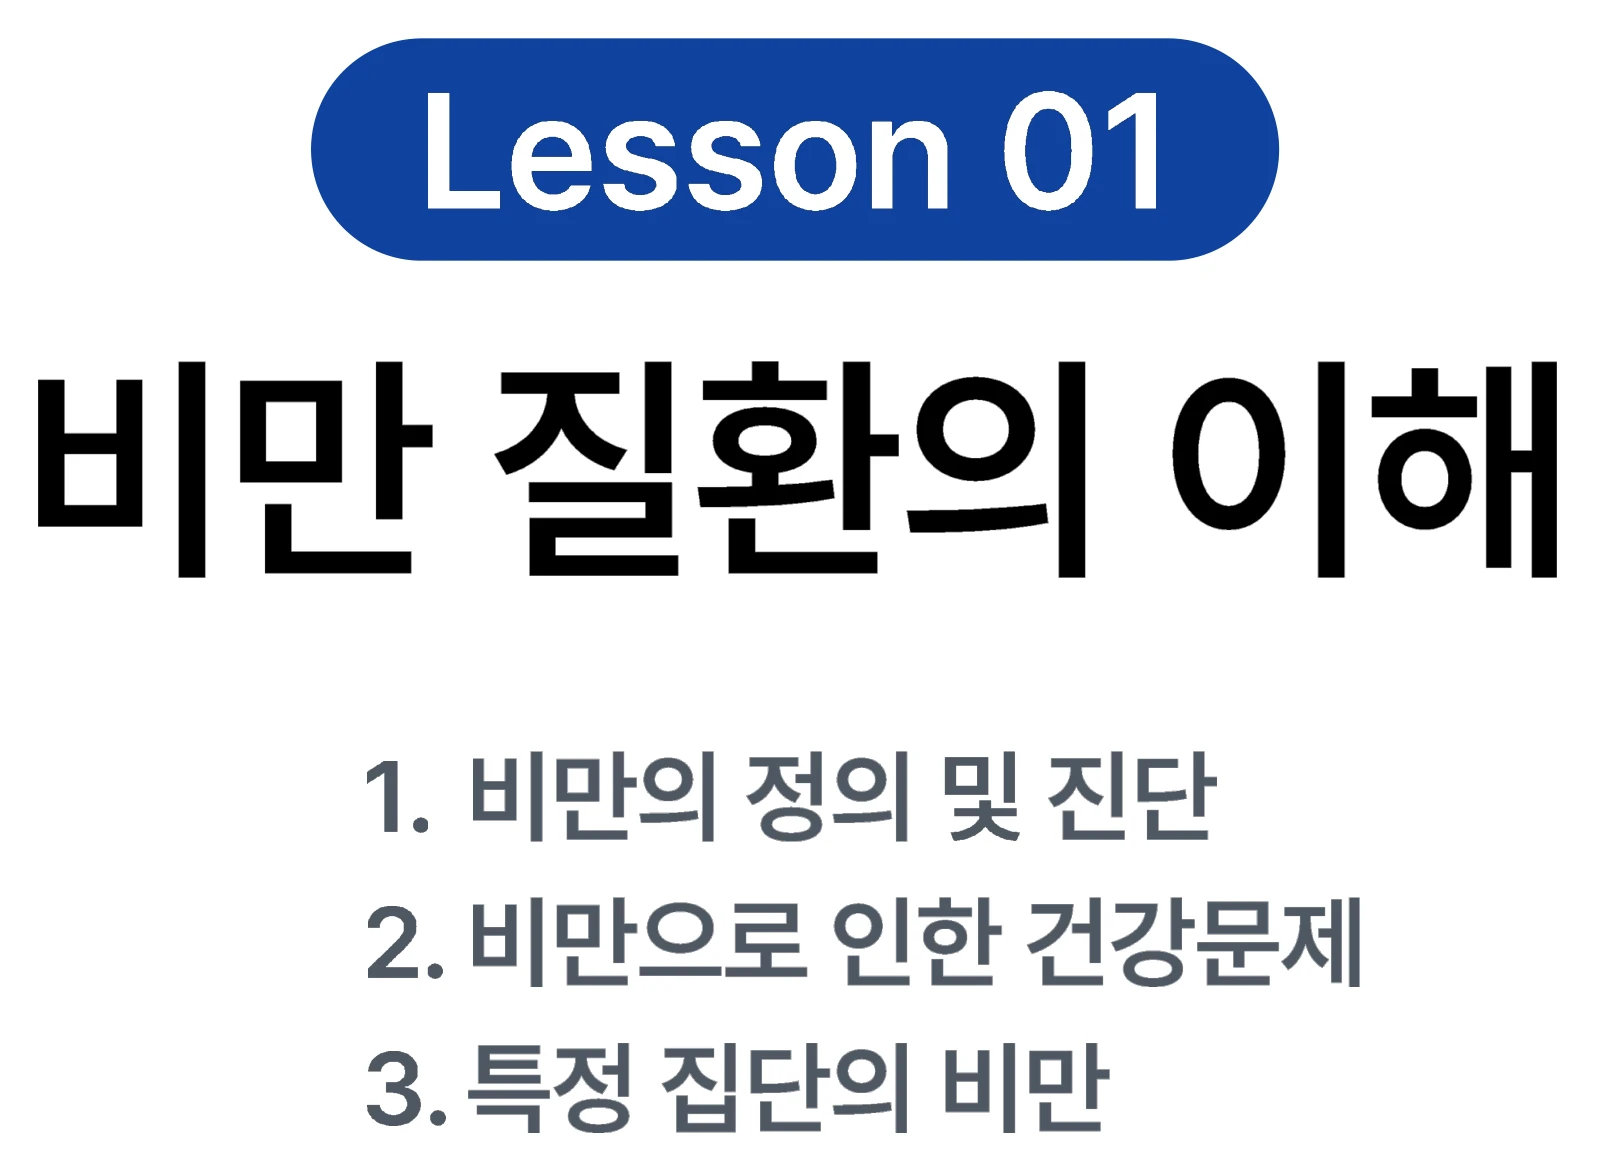 Lesson 01
비만 질환의 이해
1. 비만의 정의 및 진단
2. 비만으로 인한 건강문제
3. 특정 집단의 비만